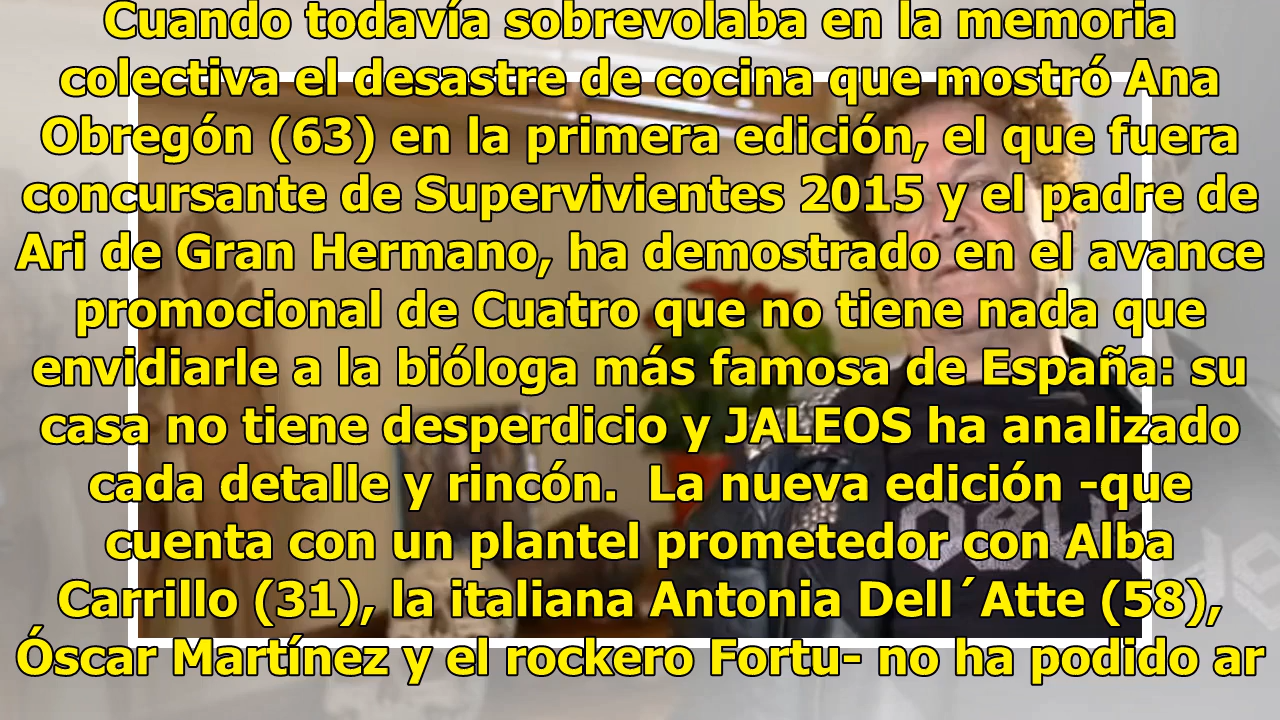 Cuando todavía sobrevolaba en la memoria
colectiva el desastre de cocina que mostró Ana
Obregón (63) en la primera edición, el que fuera
concursante de Supervivientes 2015 y el padre de
Ari de Gran Hermano, ha demostrado en el avance
promocional de Cuatro que no tiene nada que
envidiarle a la bióloga más famosa de España: su
casa no tiene desperdicio y JALEOS ha analizado
cada detalle y rincón.  La nueva edición -que
cuenta con un plantel prometedor con Alba
Carrillo (31), la italiana Antonia Dell´Atte (58),
Óscar Martínez y el rockero Fortu- no ha podido ar